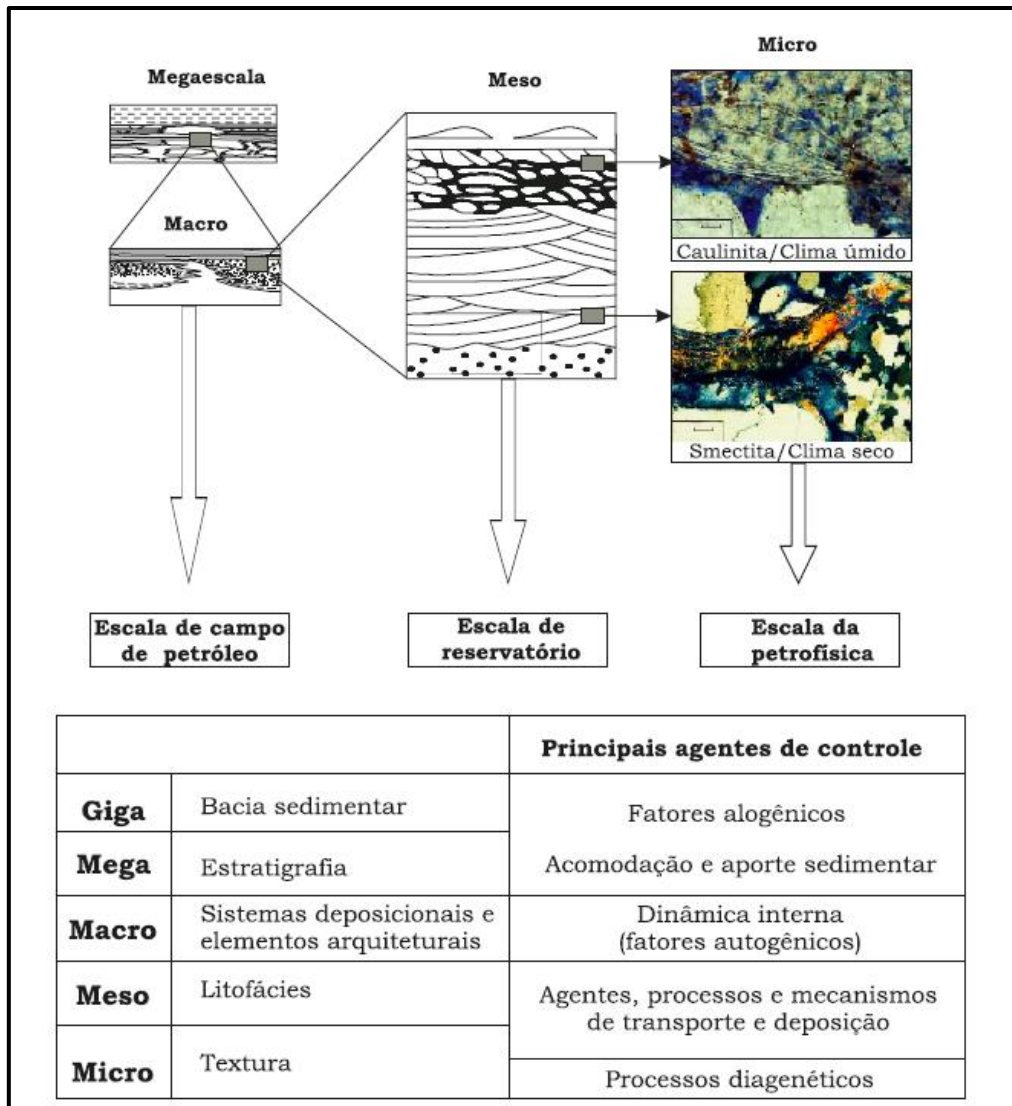 Megaescala
Meso
Micro
Macro
Caulinita/Clima úmido
Smectita/Clima seco
Escala de campo
de petróleo
Escala de
reservatório
Escala da
petrofísica
Principais agentes de controle
Giga
Bacia sedimentar
Fatores alogênicos
Mega
Estratigrafia
Acomodação e aporte sedimentar
Macro
Sistemas deposicionais e
elementos arquiteturais
Dinâmica interna
(fatores autogênicos)
Meso
Litofácies
Agentes, processos e mecanismos
de transporte e deposição
Micro
Textura
Processos diagenéticos